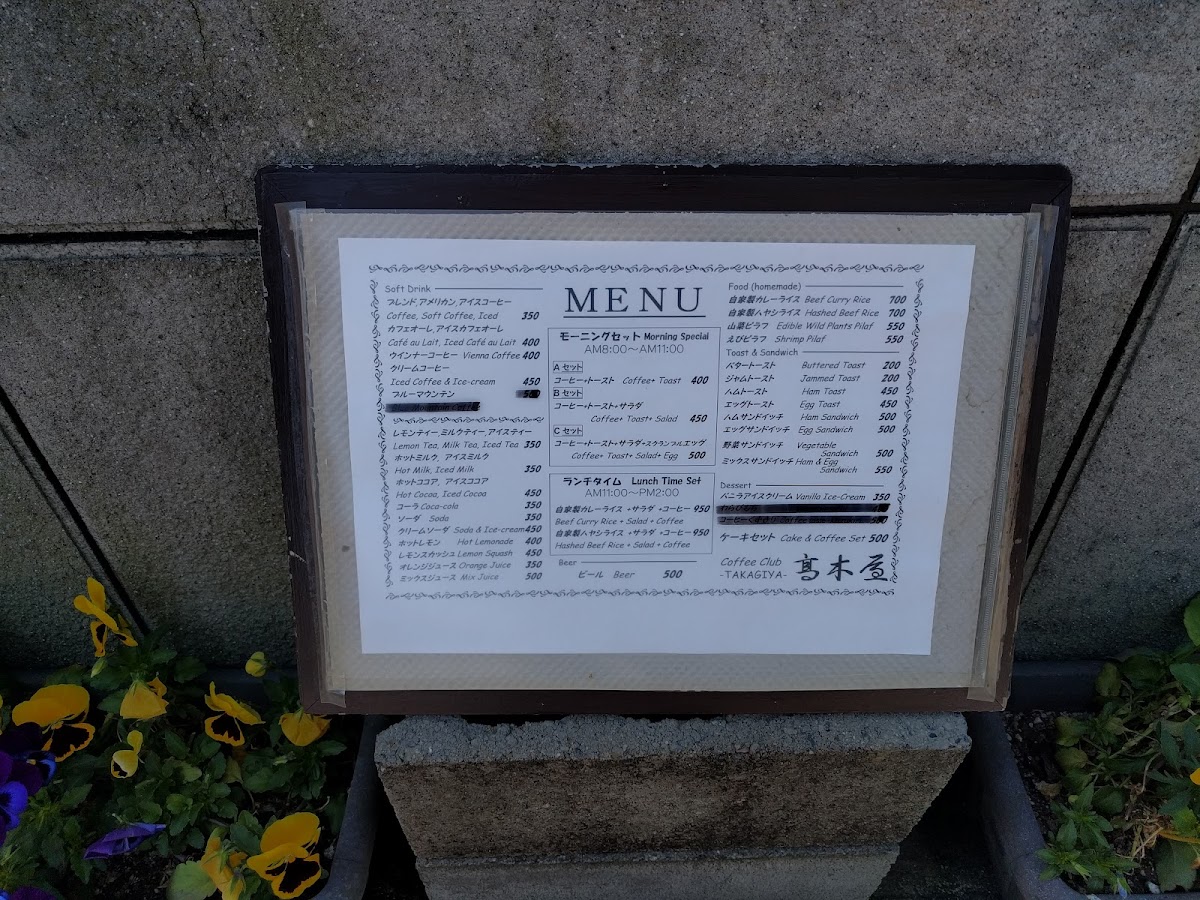 MENU
Soft Drink
ブレンド,アメリカン,アイスコーヒー
Coffee, Soft Coffee, Iced 350
カフェオーレ,アイスカフェオーレ
Café au Lait, Iced Café au Lait 400
ウインナーコーヒー Vienna Coffee 400
クリームコーヒー
Iced Coffee & Ice-cream 450
ブルーマウンテン
レモンティー,ミルクティー,アイスティー
Lemon Tea, Milk Tea, Iced Tea 350
ホットミルク, アイスミルク
Hot Milk, Iced Milk 350
ホットココア, アイスココア
Hot Cocoa, Iced Cocoa 450
コーラ Coca-cola 350
ソーダ Soda 350
クリームソーダ Soda & Ice-cream 450
ホットレモン Hot Lemonade 400
レモンスカッシュ Lemon Squash 450
オレンジジュース Orange Juice 350
ミックスジュース Mix Juice 500
モーニングセット Morning Special
AM8:00～AM11:00
Aセット
コーヒー+トースト Coffee+ Toast 400
Bセット
コーヒー+トースト+サラダ
Coffee+ Toast+ Salad 450
Cセット
コーヒー+トースト+サラダ+スクランブルエッグ
Coffee+ Toast+ Salad+ Egg 500
ランチタイム Lunch Time Set
AM11:00～PM2:00
自家製カレーライス +サラダ +コーヒー 950
Beef Curry Rice + Salad + Coffee
自家製ハヤシライス +サラダ +コーヒー 950
Hashed Beef Rice + Salad + Coffee
Beer
ビール Beer 500
Food (homemade)
自家製カレーライス Beef Curry Rice 700
自家製ハヤシライス Hashed Beef Rice 700
山菜ピラフ Edible Wild Plants Pilaf 550
えびピラフ Shrimp Pilaf 550
Toast & Sandwich
バタートースト Buttered Toast 200
ジャムトースト Jammed Toast 200
ハムトースト Ham Toast 450
エッグトースト Egg Toast 450
ハムサンドイッチ Ham Sandwich 500
エッグサンドイッチ Egg Sandwich 500
野菜サンドイッチ Vegetable
Sandwich 500
ミックスサンドイッチ Ham & Egg
Sandwich 550
Dessert
バニラアイスクリーム Vanilla Ice-Cream 350
ケーキセット Cake & Coffee Set 500
Coffee Club
-TAKAGIYA- 髙木屋